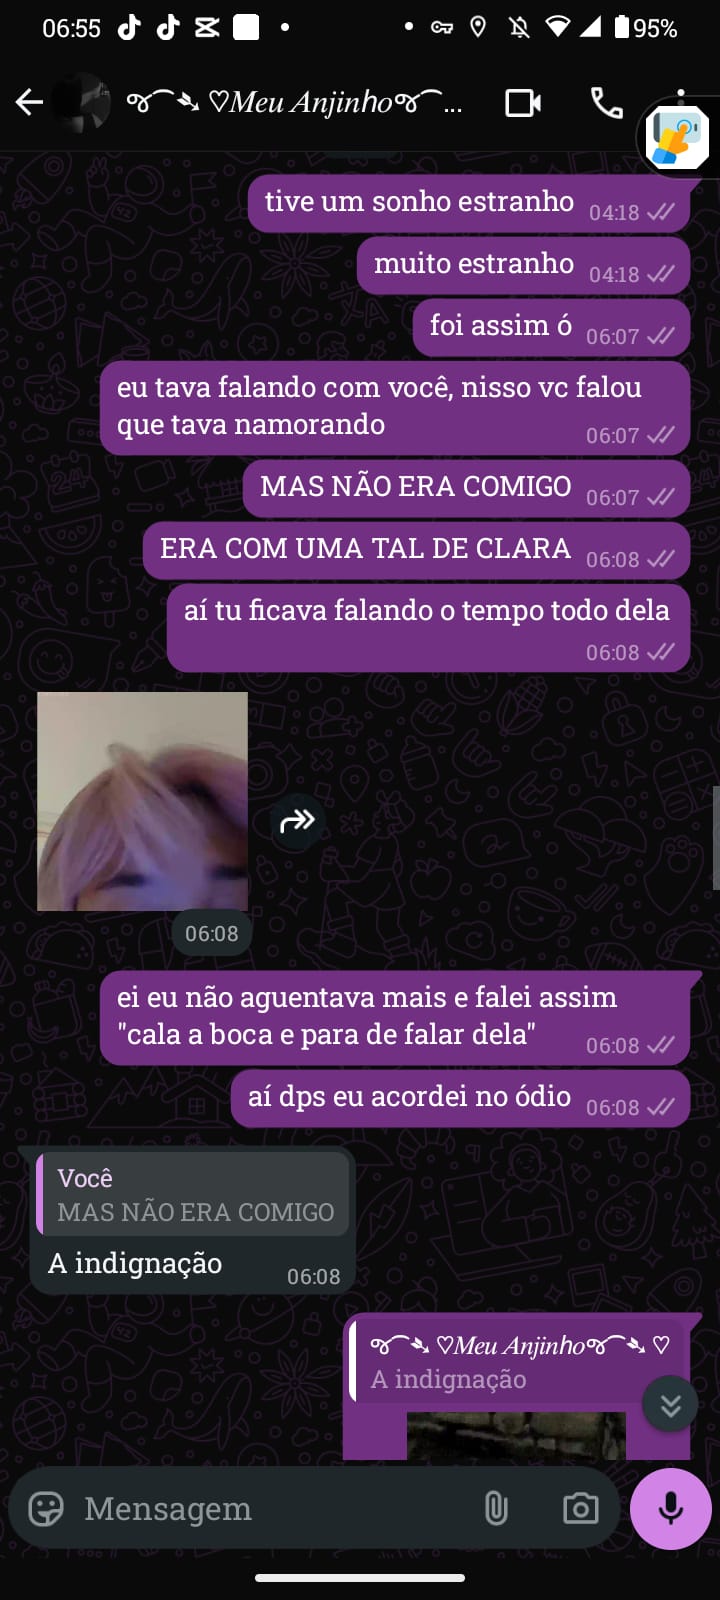 06:55
95%
♡Meu Anjinho...
tive um sonho estranho 04:18
muito estranho 04:18
foi assim ó 06:07
eu tava falando com você, nisso vc falou
que tava namorando 06:07
MAS NÃO ERA COMIGO 06:07
ERA COM UMA TAL DE CLARA 06:08
aí tu ficava falando o tempo todo dela
06:08
06:08
ei eu não aguentava mais e falei assim
"cala a boca e para de falar dela" 06:08
aí dps eu acordei no ódio 06:08
Você
MAS NÃO ERA COMIGO
A indignação 06:08
♡Meu Anjinho ♡
A indignação
Mensagem